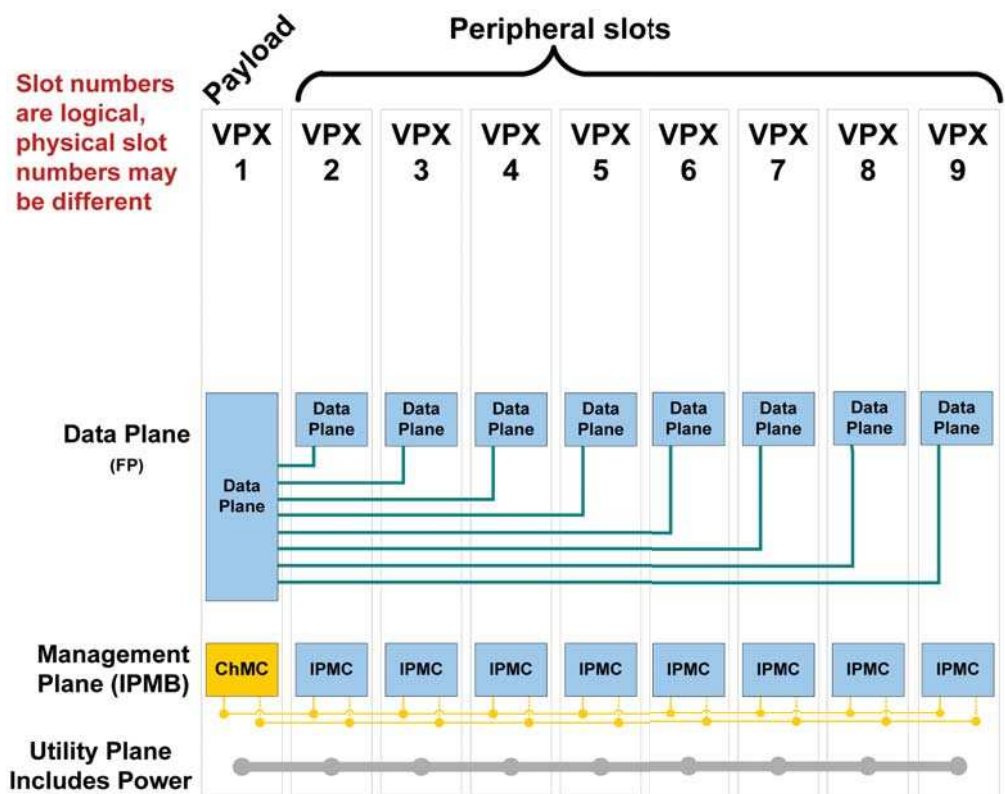 Payload
Peripheral slots
Slot numbers
are logical,
physical slot
numbers may
be different
VPX
1
VPX
2
VPX
3
VPX
4
VPX
5
VPX
6
VPX
7
VPX
8
VPX
9
Data Plane
(FP)
Data
Plane
Data
Plane
Data
Plane
Data
Plane
Data
Plane
Data
Plane
Data
Plane
Data
Plane
Data
Plane
Management
Plane (IPMB)
ChMC
IPMC
IPMC
IPMC
IPMC
IPMC
IPMC
IPMC
IPMC
Utility Plane
Includes Power